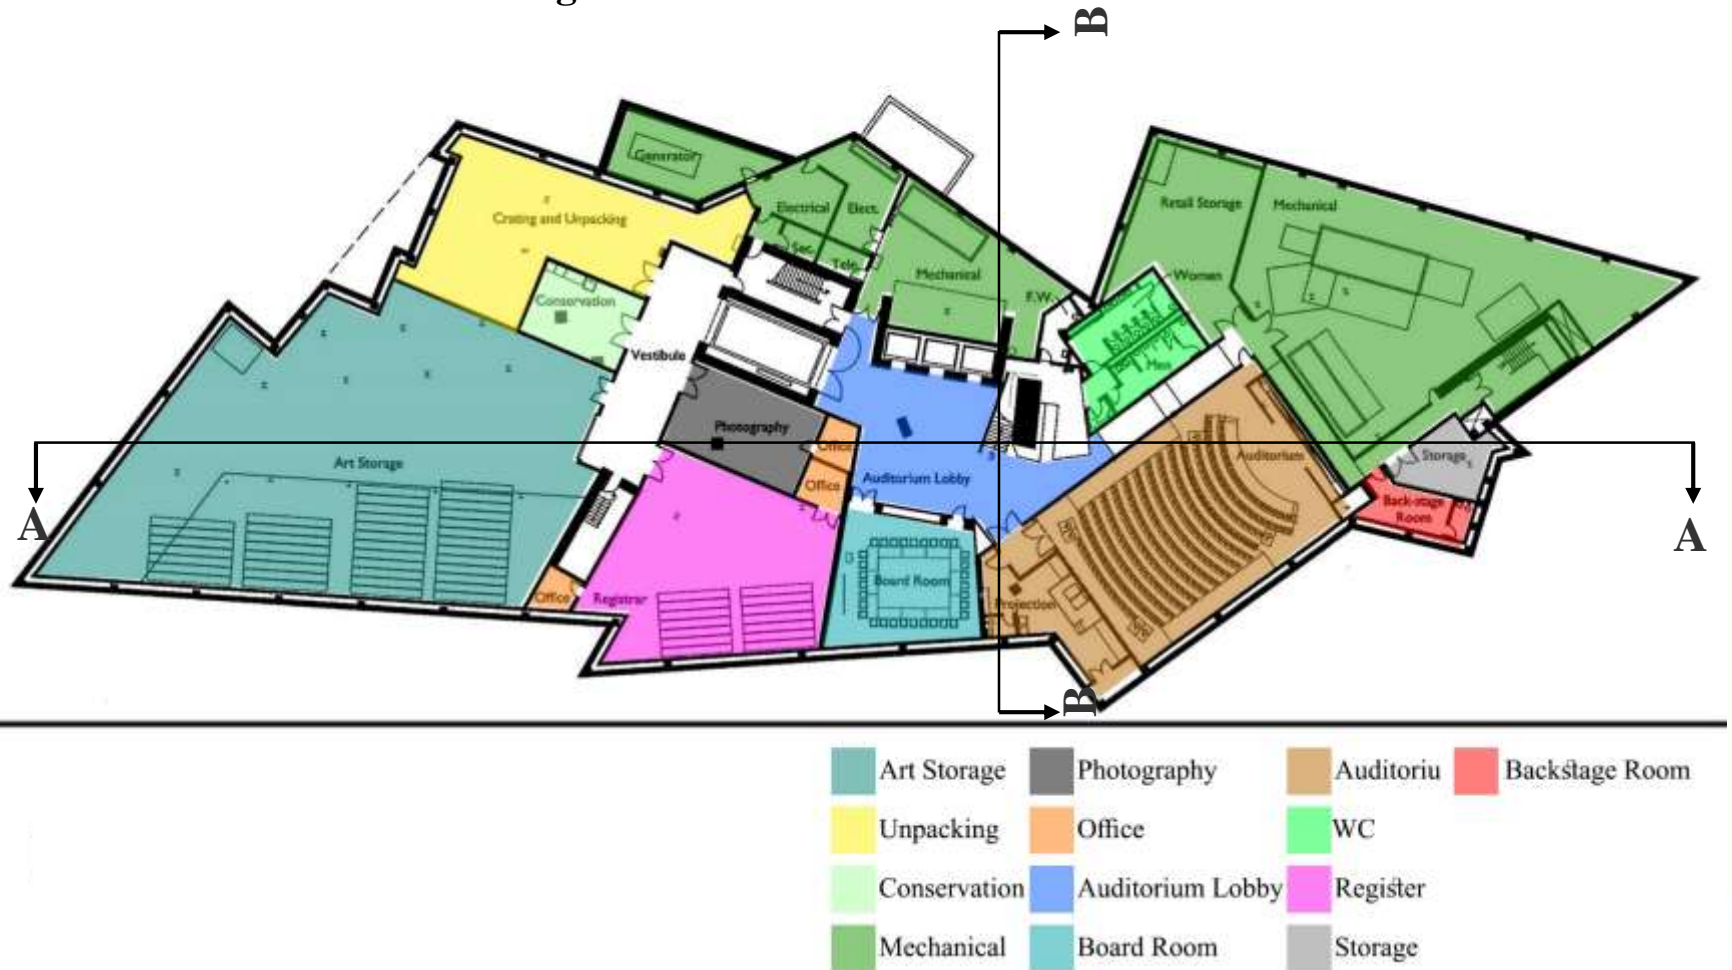 g
B
Generator
Electrical
Elect.
Retail Storage
Mechanical
Crating and Unpacking
Sec.
Tele.
Mechanical
Women
Conservation
F.W.
Vestibule
Men
Photography
Office
Auditorium
Storage
Art Storage
Auditorium Lobby
Office
Back-stage
Room
A
A
Board Room
Office
Registrar
Projection
B
Art Storage
Photography
Auditoriu
Backstage Room
Unpacking
Office
WC
Conservation
Auditorium Lobby
Register
Mechanical
Board Room
Storage